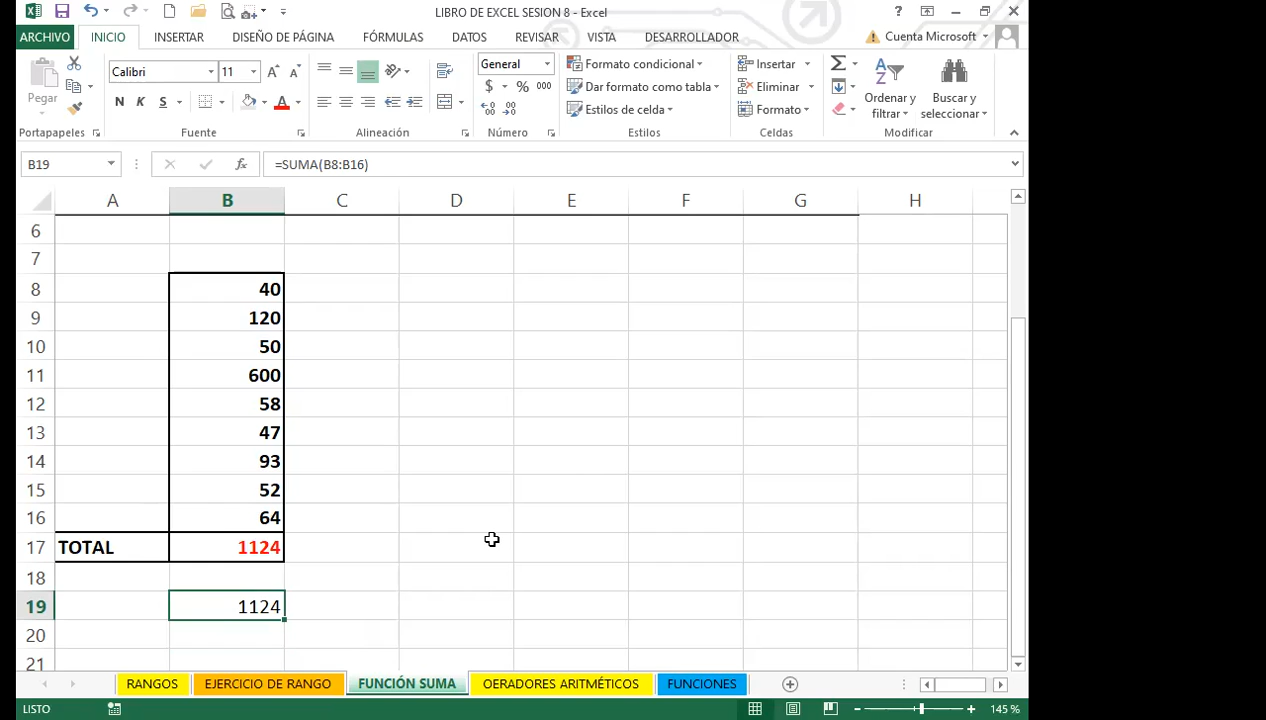 LIBRO DE EXCEL SESION 8 - Excel
?
ARCHIVO INICIO INSERTAR DISEÑO DE PÁGINA FÓRMULAS DATOS REVISAR VISTA DESARROLLADOR Cuenta Microsoft
Pegar
Calibri 11
N K S
General
$ % 000
Formato condicional
Dar formato como tabla
Estilos de celda
Insertar
Eliminar
Formato
Ordenar y filtrar
Buscar y seleccionar
Portapapeles Fuente Alineación Número Estilos Celdas Modificar
B19 fx =SUMA(B8:B16)
A B C D E F G H
6
7
8 40
9 120
10 50
11 600
12 58
13 47
14 93
15 52
16 64
17 TOTAL 1124
18
19 1124
20
21
RANGOS EJERCICIO DE RANGO FUNCIÓN SUMA OERADORES ARITMÉTICOS FUNCIONES
LISTO 145 %